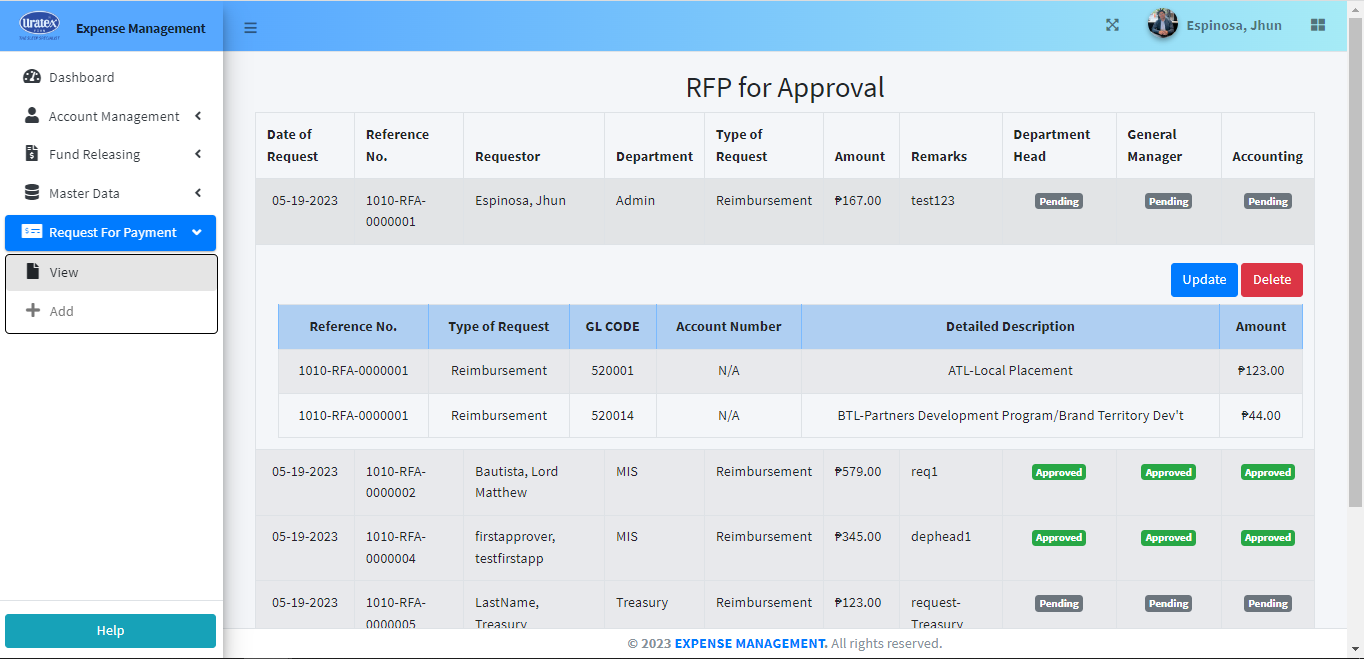 Uratex
Expense Management
Espinosa, Jhun
Dashboard
Account Management
Fund Releasing
Master Data
Request For Payment
View
Add
Help
RFP for Approval
Date of Request Reference No. Requestor Department Type of Request Amount Remarks Department Head General Manager Accounting
05-19-2023 1010-RFA-0000001 Espinosa, Jhun Admin Reimbursement ₱167.00 test123 Pending Pending Pending
Update Delete
Reference No. Type of Request GL CODE Account Number Detailed Description Amount
1010-RFA-0000001 Reimbursement 520001 N/A ATL-Local Placement ₱123.00
1010-RFA-0000001 Reimbursement 520014 N/A BTL-Partners Development Program/Brand Territory Dev't ₱44.00
05-19-2023 1010-RFA-0000002 Bautista, Lord Matthew MIS Reimbursement ₱579.00 req1 Approved Approved Approved
05-19-2023 1010-RFA-0000004 firstapprover, testfirstapp MIS Reimbursement ₱345.00 dephead1 Approved Approved Approved
05-19-2023 1010-RFA-0000005 LastName, Treasury Treasury Reimbursement ₱123.00 request-Treasury Pending Pending Pending
© 2023 EXPENSE MANAGEMENT. All rights reserved.